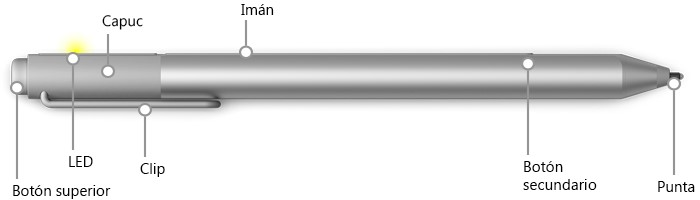 Imán
Capuc
LED
Clip
Botón superior
Botón
secundario
Punta